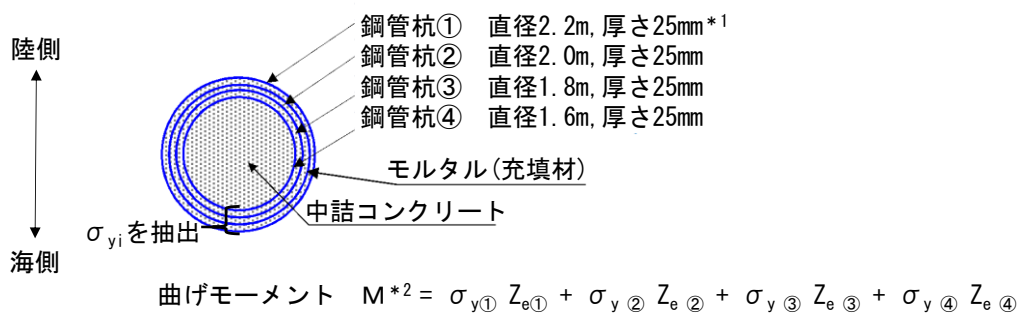 鋼管杭① 直径2.2m,厚さ25mm*1
陸側
鋼管杭② 直径2.0m,厚さ25mm
鋼管杭③ 直径1.8m,厚さ25mm
鋼管杭④ 直径1.6m,厚さ25mm
モルタル(充填材)
中詰コンクリート
σyiを抽出
海側
曲げモーメント M*2 = σy① Ze① + σy② Ze② + σy③ Ze③ + σy④ Ze④